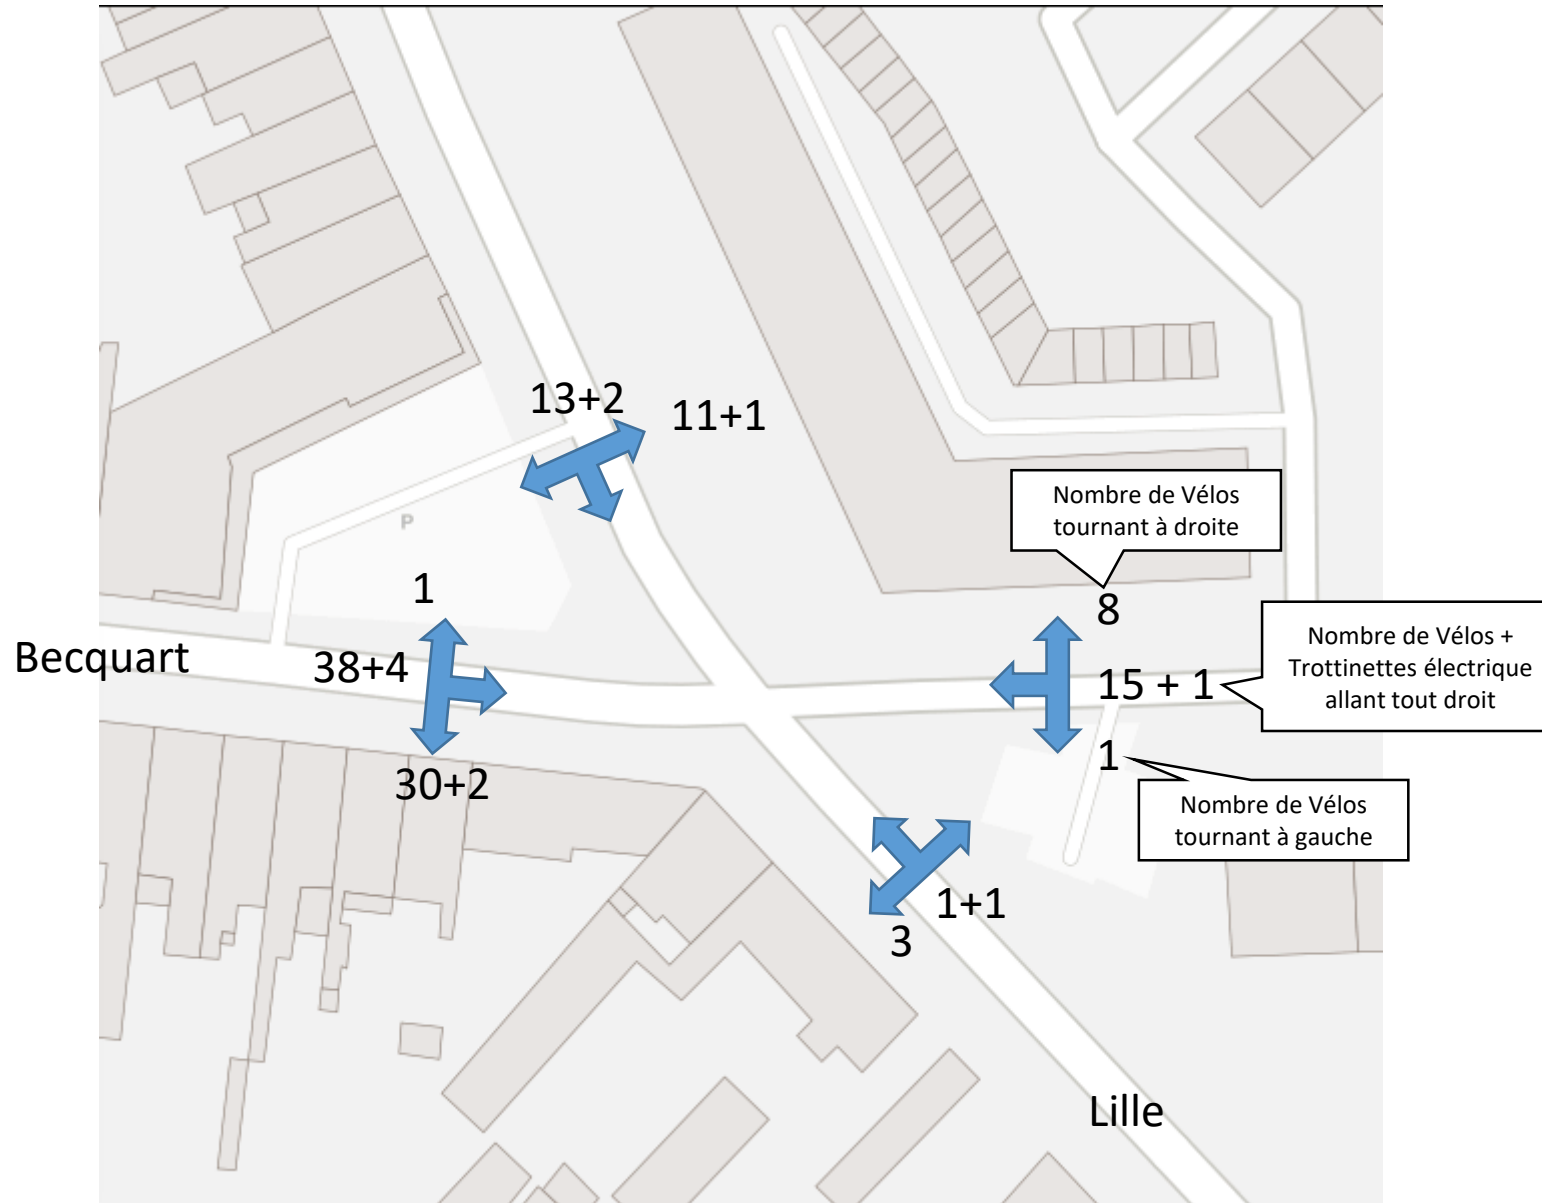 13+2
11+1
Nombre de Vélos
tournant à droite
P
1
8
Becquart
38+4
15 + 1
Nombre de Vélos +
Trottinettes électrique
allant tout droit
30+2
1
Nombre de Vélos
tournant à gauche
1+1
3
Lille